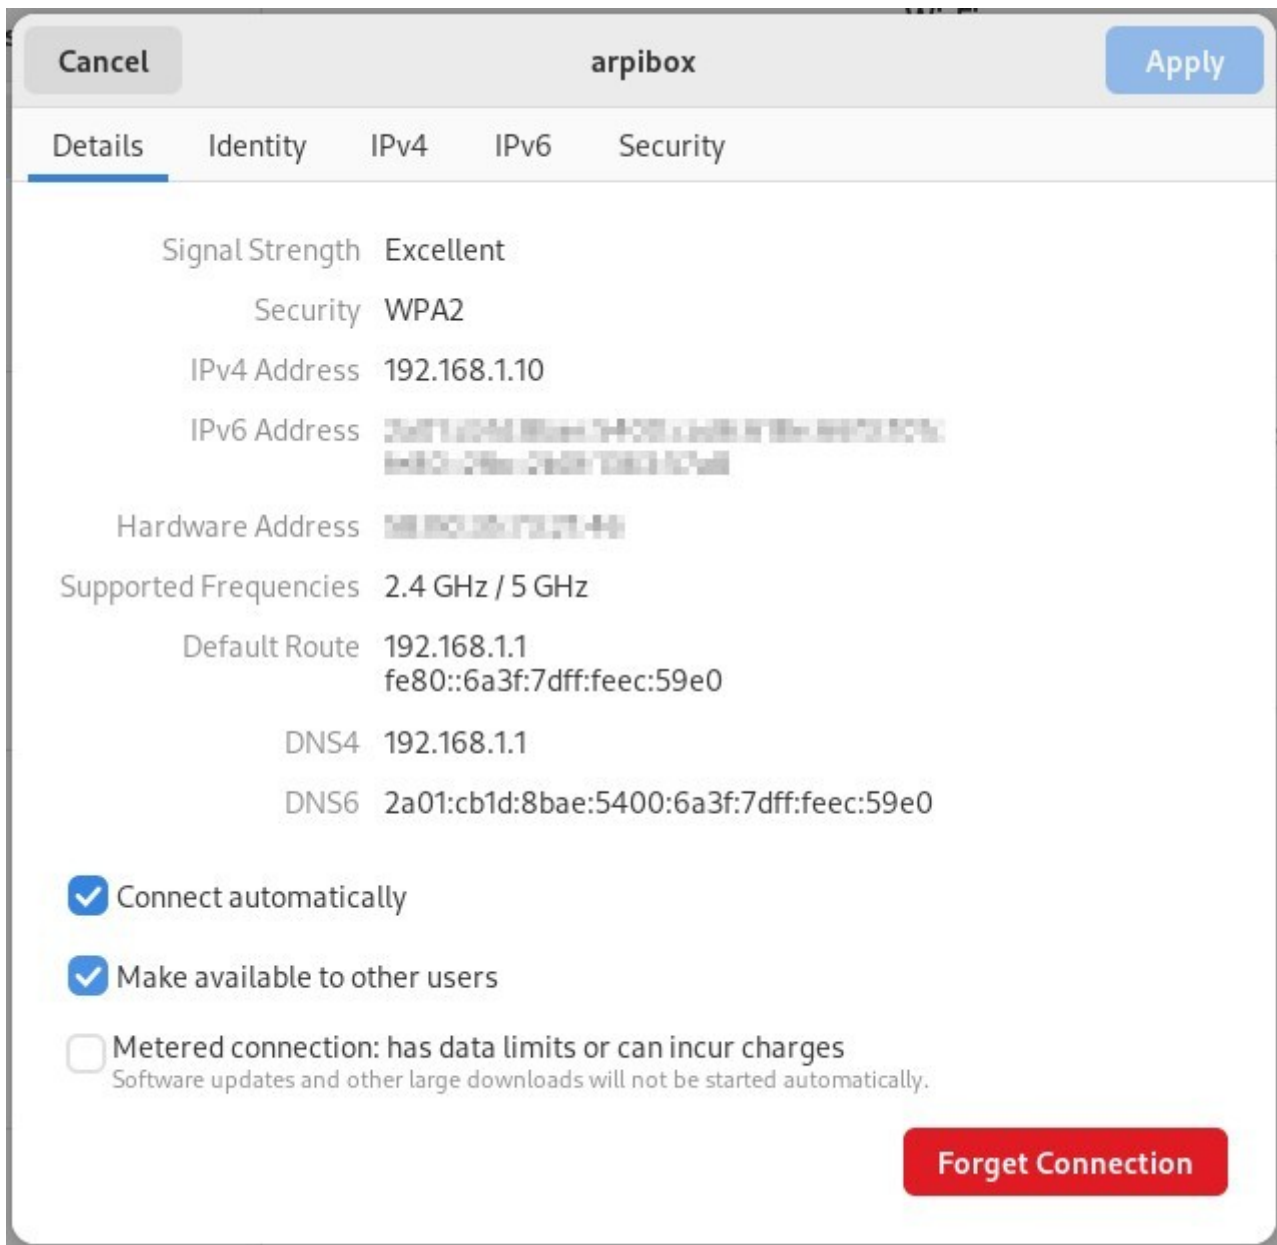 Cancel
arpibox
Apply
Details
Identity
IPv4
IPv6
Security
Signal Strength Excellent
Security WPA2
IPv4 Address 192.168.1.10
IPv6 Address
Hardware Address
Supported Frequencies 2.4 GHz / 5 GHz
Default Route 192.168.1.1
fe80::6a3f:7dff:feec:59e0
DNS4 192.168.1.1
DNS6 2a01:cb1d:8bae:5400:6a3f:7dff:feec:59e0
Connect automatically
Make available to other users
Metered connection: has data limits or can incur charges
Software updates and other large downloads will not be started automatically.
Forget Connection